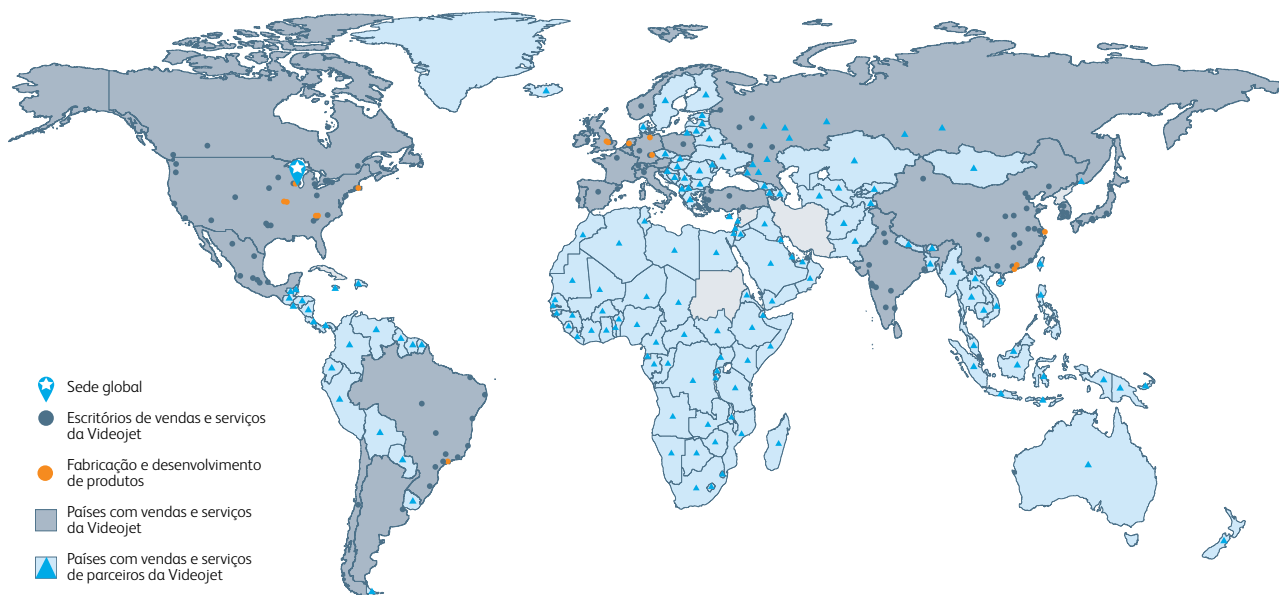 Sede global
Escritórios de vendas e serviços
da Videojet
Fabricação e desenvolvimento
de produtos
Países com vendas e serviços
da Videojet
Países com vendas e serviços
de parceiros da Videojet